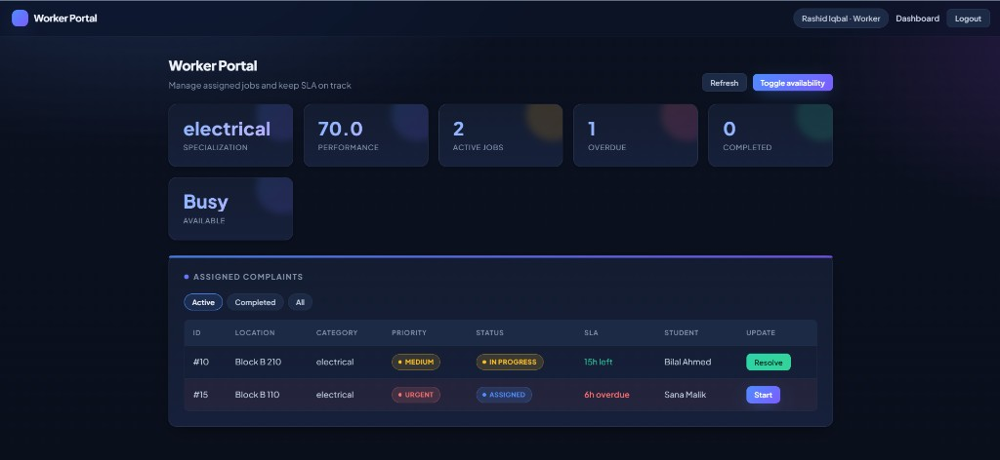 Worker Portal
Rashid Iqbal · Worker Dashboard Logout
Worker Portal
Manage assigned jobs and keep SLA on track
Refresh Toggle availability
electrical 70.0 2 1 0
SPECIALIZATION PERFORMANCE ACTIVE JOBS OVERDUE COMPLETED
Busy
AVAILABLE
ASSIGNED COMPLAINTS
Active Completed All
ID LOCATION CATEGORY PRIORITY STATUS SLA STUDENT UPDATE
#10 Block B 210 electrical MEDIUM IN PROGRESS 15h left Bilal Ahmed Resolve
#15 Block B 110 electrical URGENT ASSIGNED 6h overdue Sana Malik Start